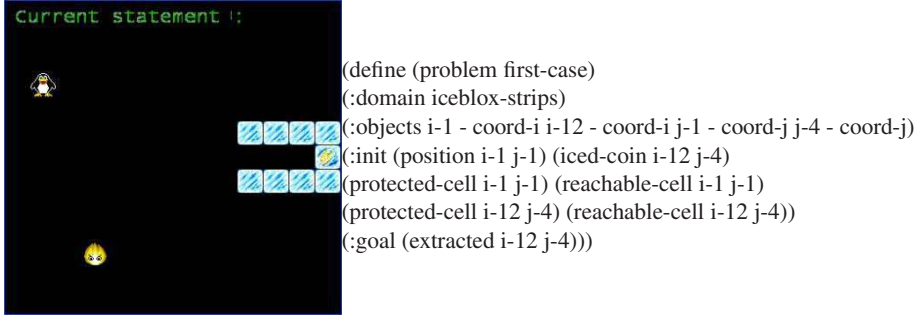 Current statement :
(define (problem first-case)
(:domain iceblox-strips)
(:objects i-1 - coord-i i-12 - coord-i j-1 - coord-j j-4 - coord-j)
(:init (position i-1 j-1) (iced-coin i-12 j-4)
(protected-cell i-1 j-1) (reachable-cell i-1 j-1)
(protected-cell i-12 j-4) (reachable-cell i-12 j-4))
(:goal (extracted i-12 j-4)))